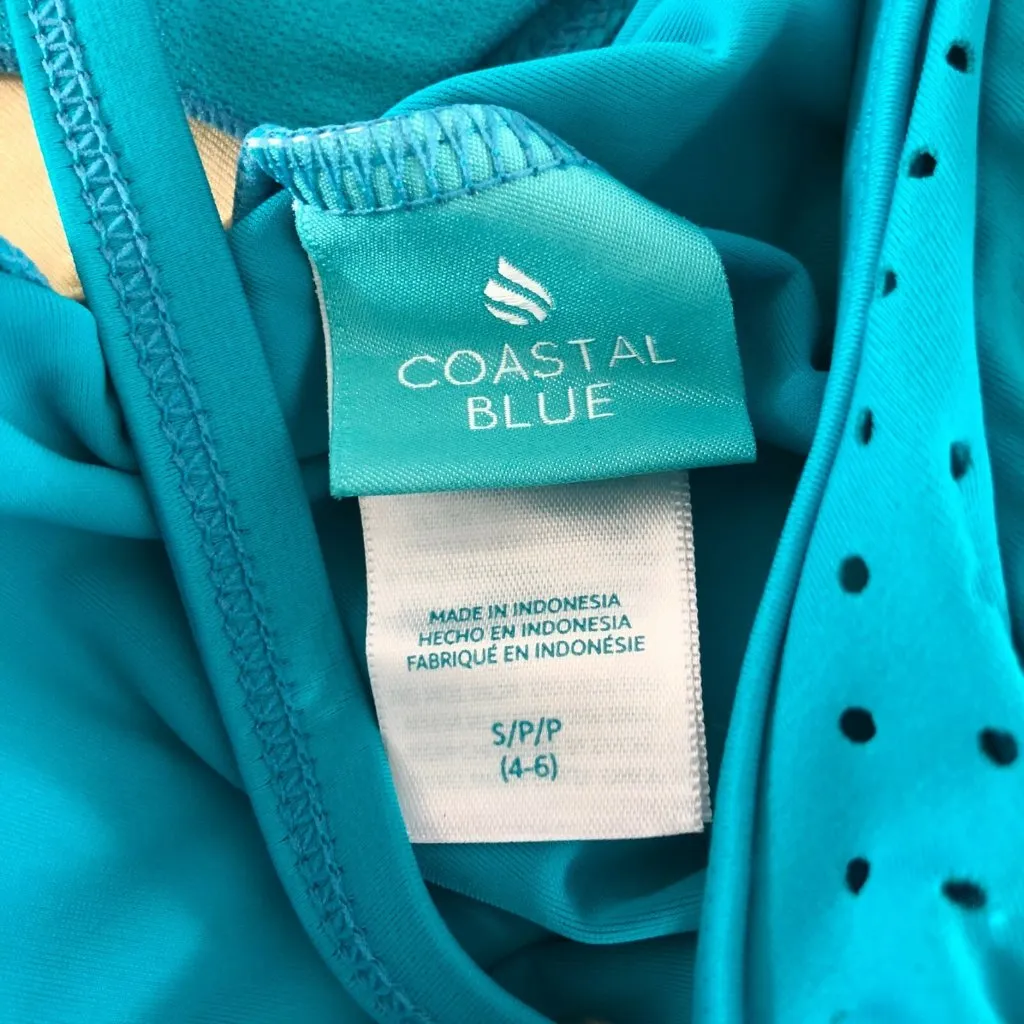 COASTAL
BLUE
MADE IN INDONESIA
HECHO EN INDONESIA
FABRIQUÉ EN INDONÉSIE
S/P/P
(4-6)